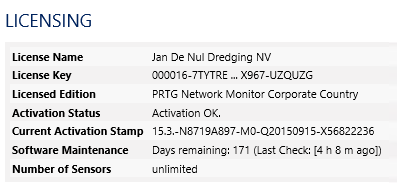 LICENSING
License Name Jan De Nul Dredging NV
License Key 000016-7TYTRE ... X967-UZQUZG
Licensed Edition PRTG Network Monitor Corporate Country
Activation Status Activation OK.
Current Activation Stamp 15.3.-N8719A897-M0-Q20150915-X56822236
Software Maintenance Days remaining: 171 (Last Check: [4 h 8 m ago])
Number of Sensors unlimited